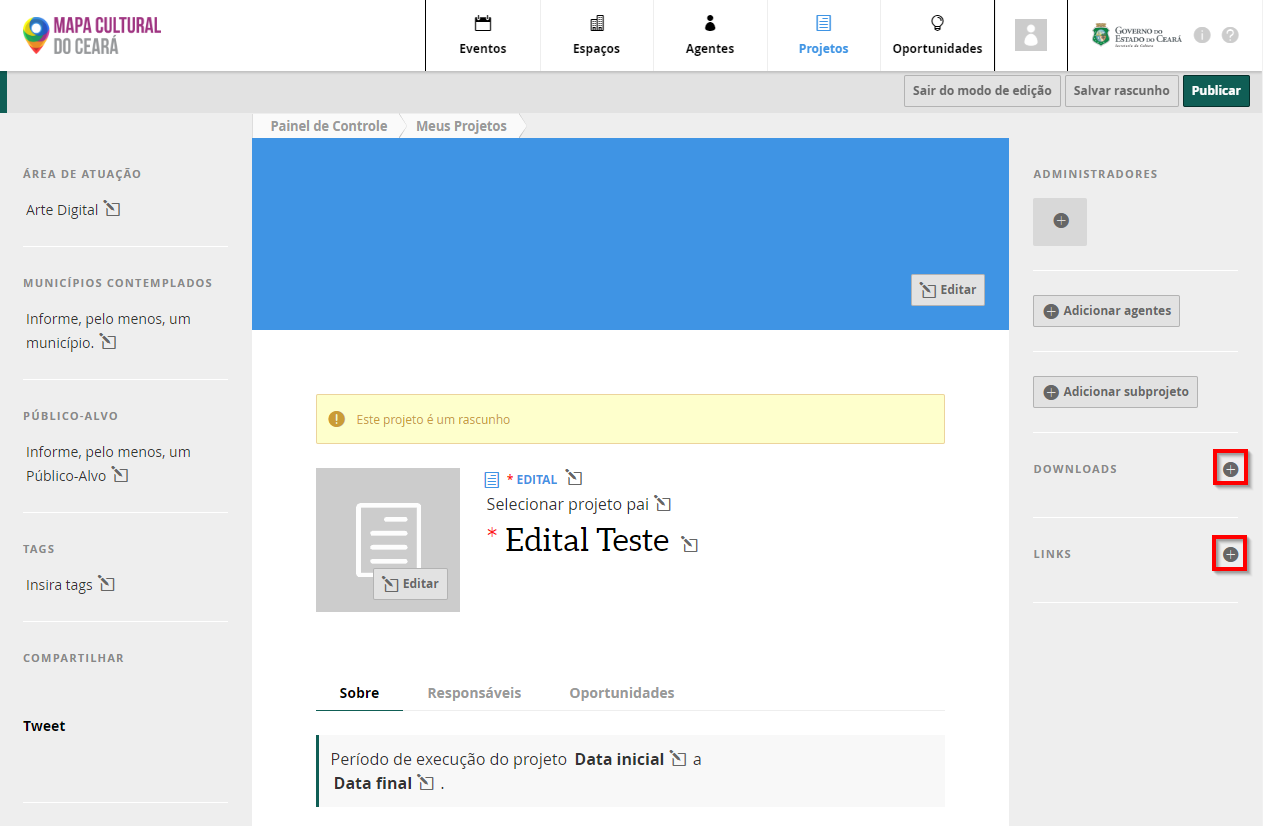 MAPA CULTURAL
DO CEARÁ
Eventos
Espaços
Agentes
Projetos
Oportunidades
GOVERNO DO
ESTADO DO CEARÁ
Secretaria da Cultura
Sair do modo de edição
Salvar rascunho
Publicar
Painel de Controle
Meus Projetos
ÁREA DE ATUAÇÃO
Arte Digital
MUNICÍPIOS CONTEMPLADOS
Informe, pelo menos, um
município.
PÚBLICO-ALVO
Informe, pelo menos, um
Público-Alvo
TAGS
Insira tags
COMPARTILHAR
Tweet
Editar
Este projeto é um rascunho
Editar
* EDITAL
Selecionar projeto pai
* Edital Teste
Sobre
Responsáveis
Oportunidades
Período de execução do projeto Data inicial a
Data final .
ADMINISTRADORES
Adicionar agentes
Adicionar subprojeto
DOWNLOADS
LINKS